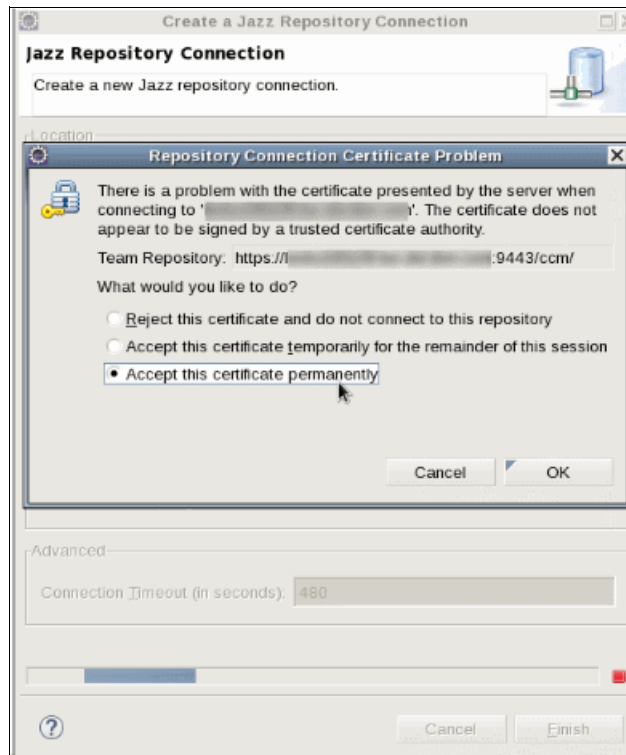 Create a Jazz Repository Connection
Jazz Repository Connection
Create a new Jazz repository connection.
Location
Repository Connection Certificate Problem
There is a problem with the certificate presented by the server when
connecting to ' '. The certificate does not
appear to be signed by a trusted certificate authority.
Team Repository: https:// :9443/ccm/
What would you like to do?
Reject this certificate and do not connect to this repository
Accept this certificate temporarily for the remainder of this session
Accept this certificate permanently
Cancel OK
Advanced
Connection Timeout (in seconds): 480
Cancel Finish